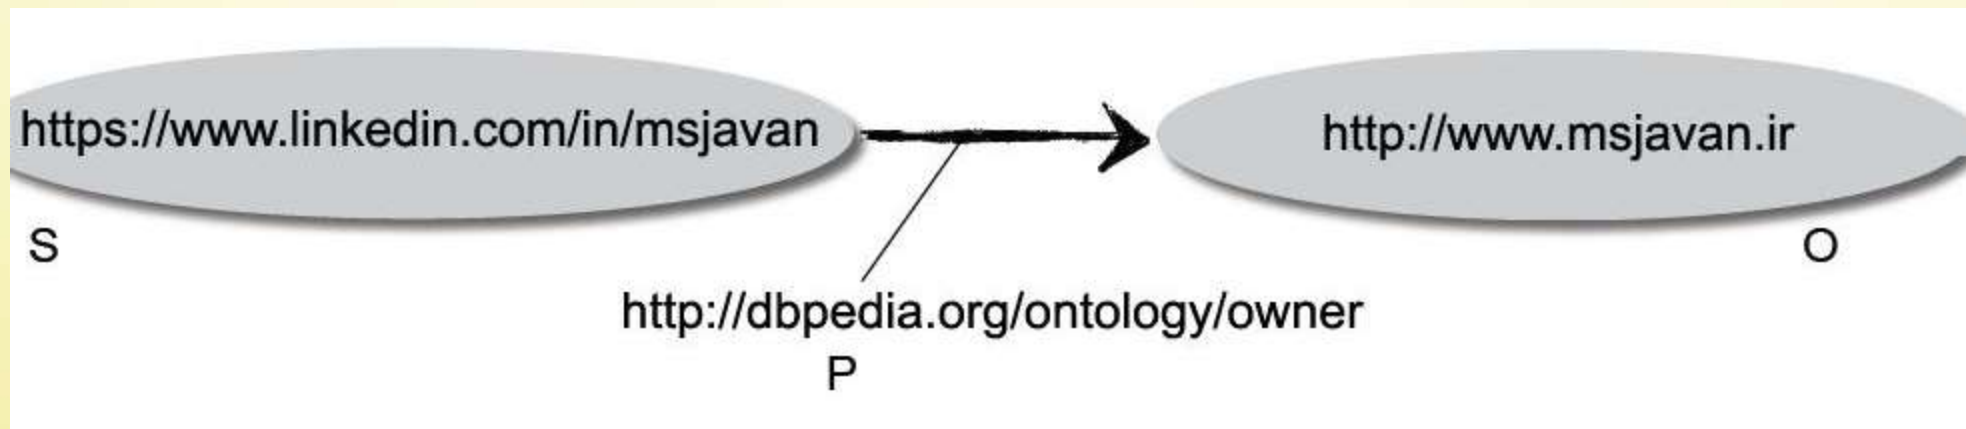 https://www.linkedin.com/in/msjavan
http://www.msjavan.ir
S
O
http://dbpedia.org/ontology/owner
P